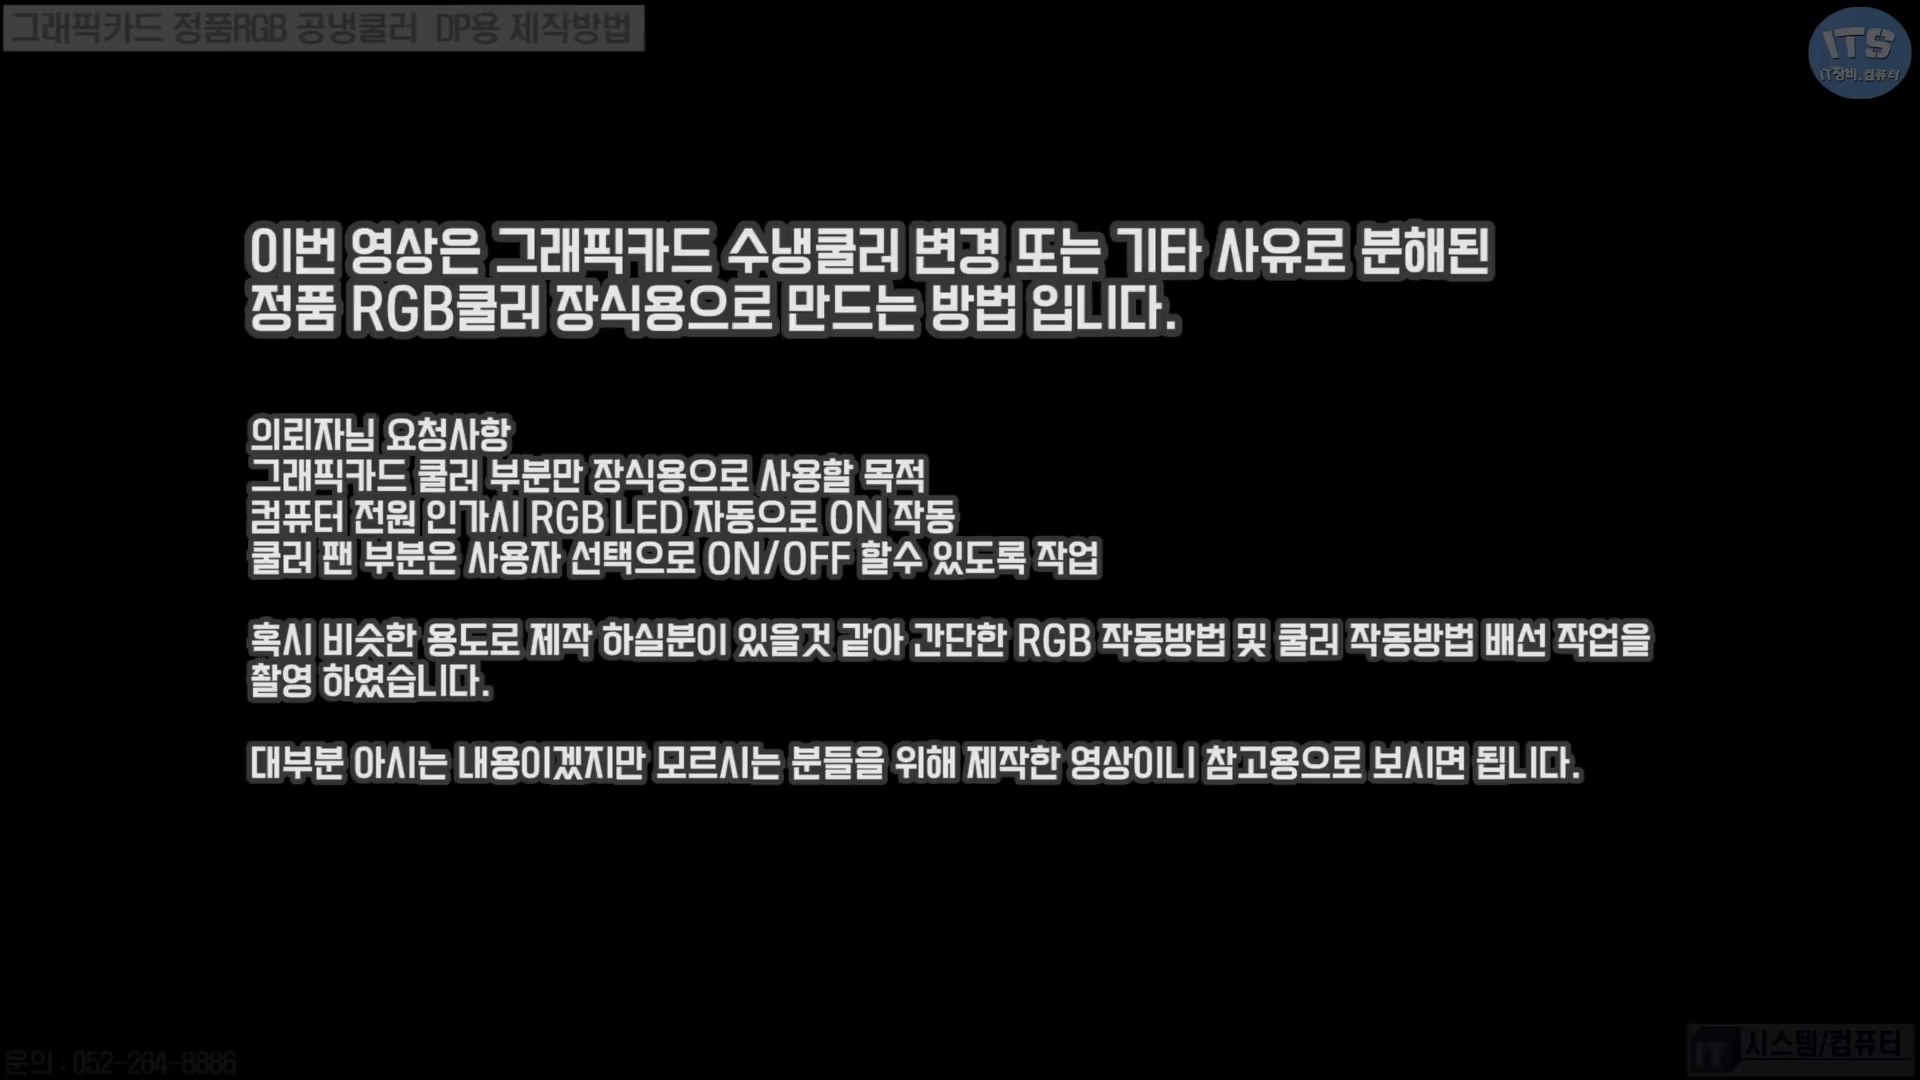 그래픽카드 정품RGB 공냉쿨러 DP용 제작방법
ITS
IT장비.컴퓨터
이번 영상은 그래픽카드 수냉쿨러 변경 또는 기타 사유로 분해된
정품 RGB쿨러 장식용으로 만드는 방법 입니다.
의뢰자님 요청사항
그래픽카드 쿨러 부분만 장식용으로 사용할 목적
컴퓨터 전원 인가시 RGB LED 자동으로 ON 작동
쿨러 팬 부분은 사용자 선택으로 ON/OFF 할수 있도록 작업
혹시 비슷한 용도로 제작 하실분이 있을것 같아 간단한 RGB 작동방법 및 쿨러 작동방법 배선 작업을
촬영 하였습니다.
대부분 아시는 내용이겠지만 모르시는 분들을 위해 제작한 영상이니 참고용으로 보시면 됩니다.
문의 : 052-264-8886
IT 시스템/컴퓨터